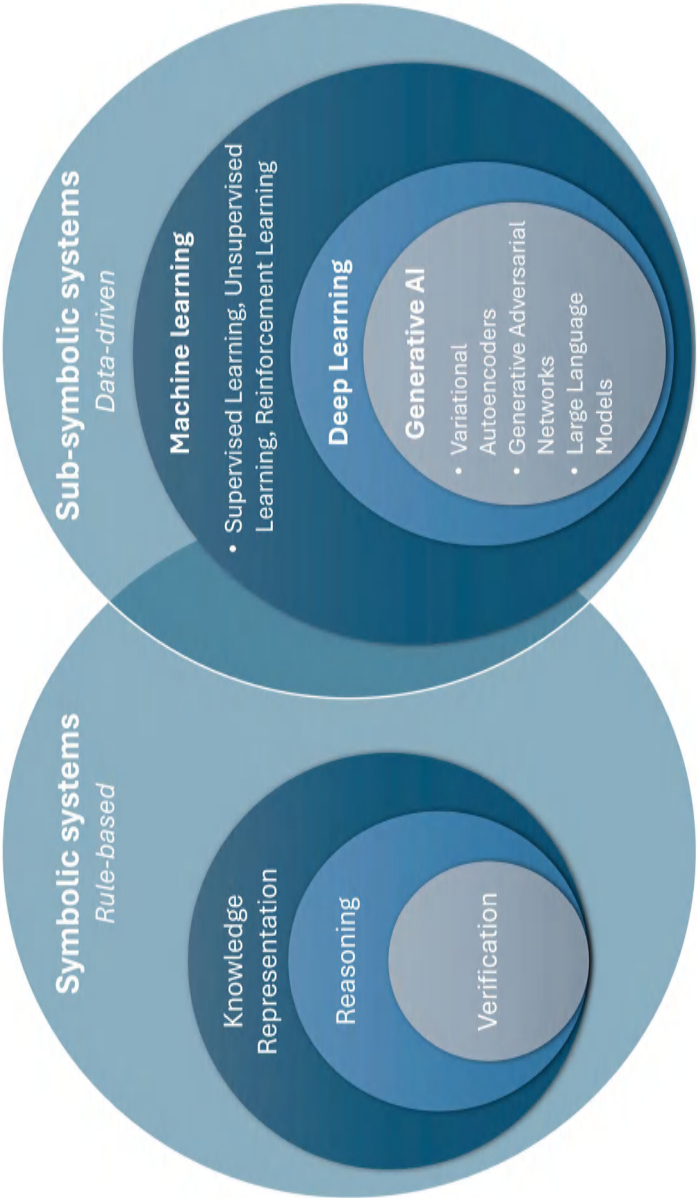 Symbolic systems
Rule-based
Knowledge
Representation
Reasoning
Verification
Sub-symbolic systems
Data-driven
Machine learning
• Supervised Learning, Unsupervised
Learning, Reinforcement Learning
Deep Learning
Generative AI
• Variational
Autoencoders
• Generative Adversarial
Networks
• Large Language
Models